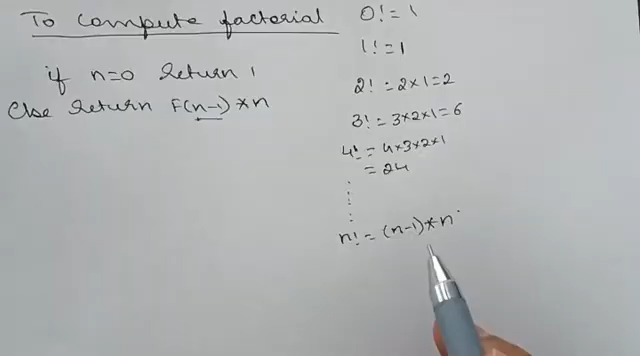 To compute factorial
if n=0 return 1
Else return F(n-1)*n
0! = 1
1! = 1
2! = 2×1=2
3! = 3×2×1=6
4! = 4×3×2×1
= 24
n! = (n-1)*n